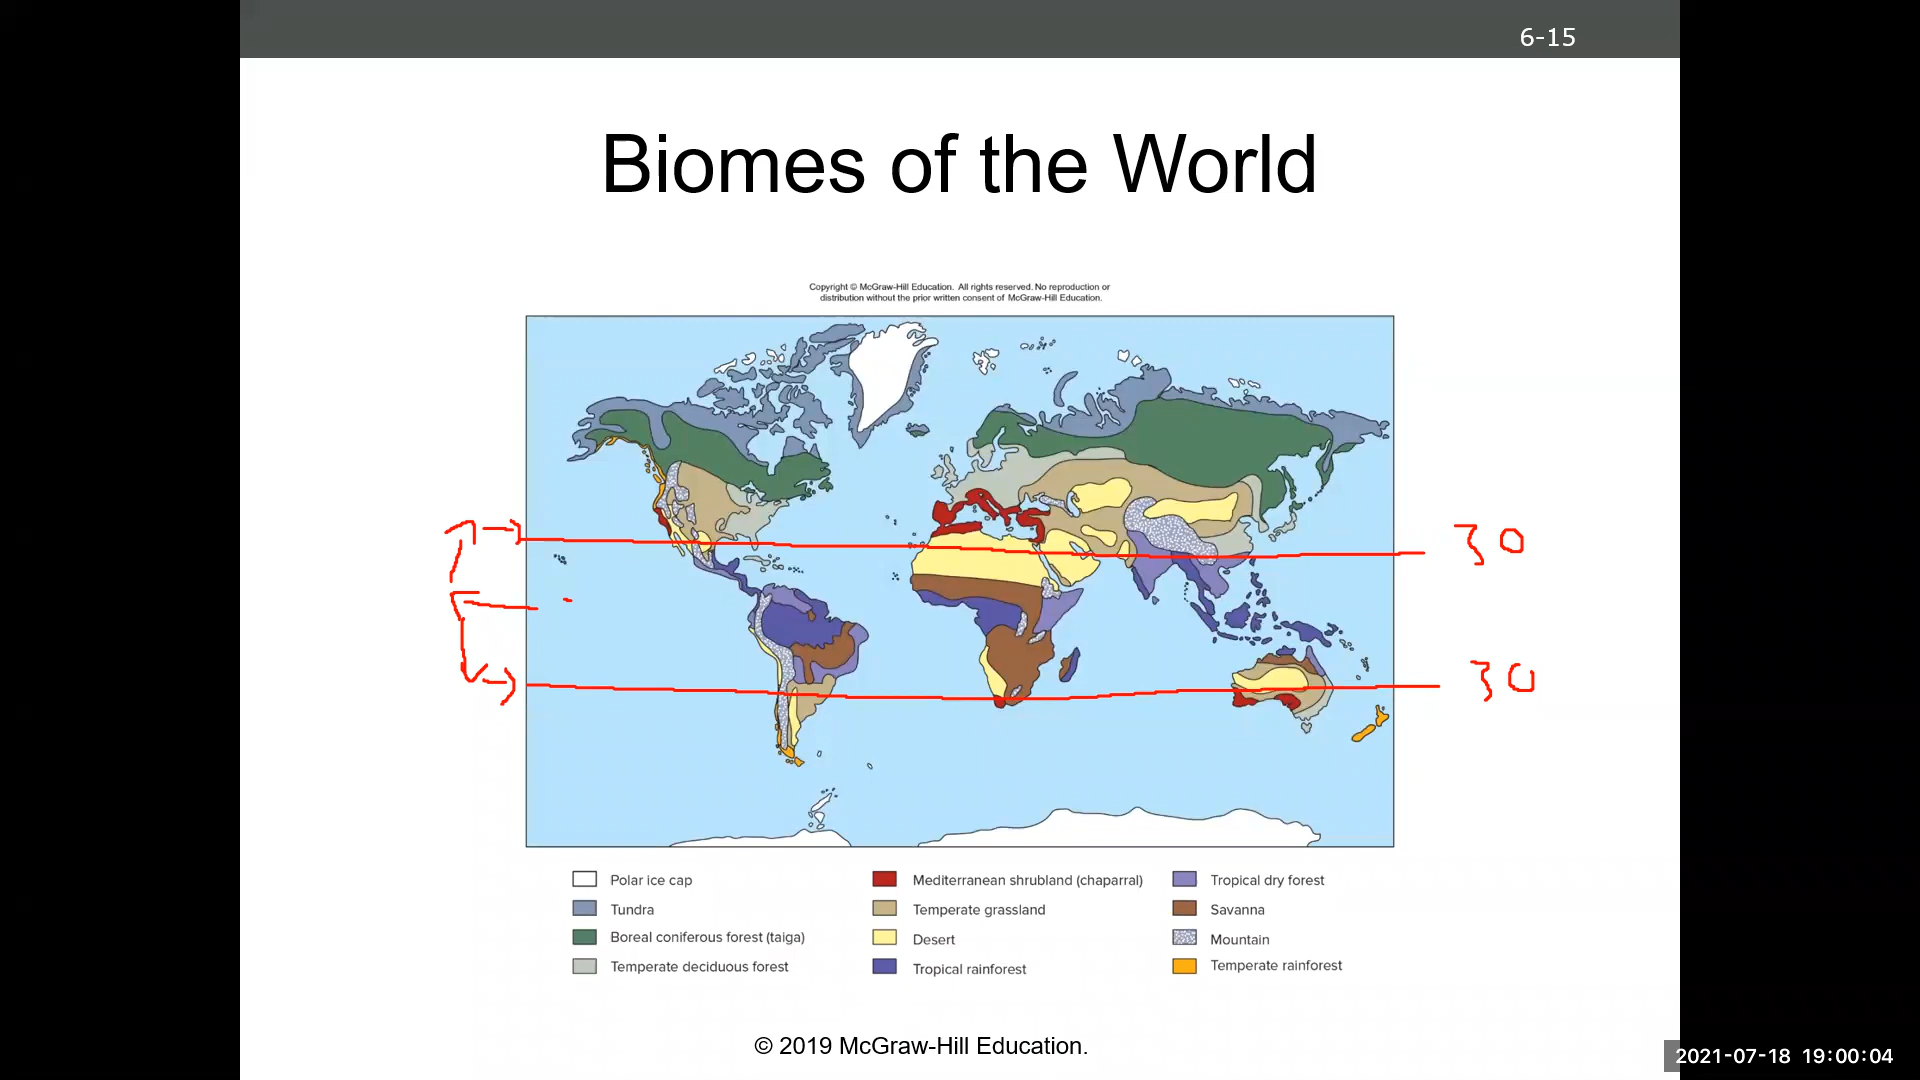 6-15
Biomes of the World
Copyright © McGraw-Hill Education. All rights reserved. No reproduction or
distribution without the prior written consent of McGraw-Hill Education.
30
30
Polar ice cap
Tundra
Boreal coniferous forest (taiga)
Temperate deciduous forest
Mediterranean shrubland (chaparral)
Temperate grassland
Desert
Tropical rainforest
Tropical dry forest
Savanna
Mountain
Temperate rainforest
© 2019 McGraw-Hill Education.
2021-07-18 19:00:04